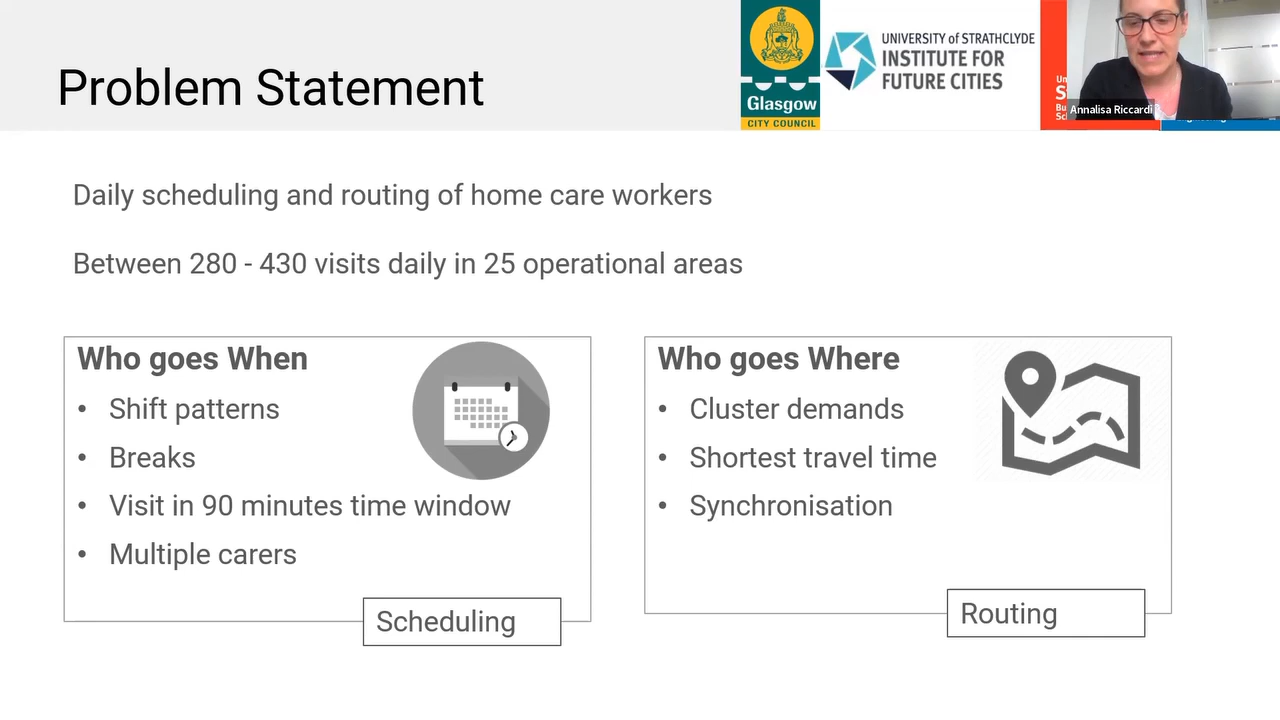 Problem Statement
Glasgow
CITY COUNCIL
UNIVERSITY of STRATHCLYDE
INSTITUTE FOR
FUTURE CITIES
Annalisa Riccardi
Daily scheduling and routing of home care workers
Between 280 - 430 visits daily in 25 operational areas
Who goes When
• Shift patterns
• Breaks
• Visit in 90 minutes time window
• Multiple carers
Scheduling
Who goes Where
• Cluster demands
• Shortest travel time
• Synchronisation
Routing